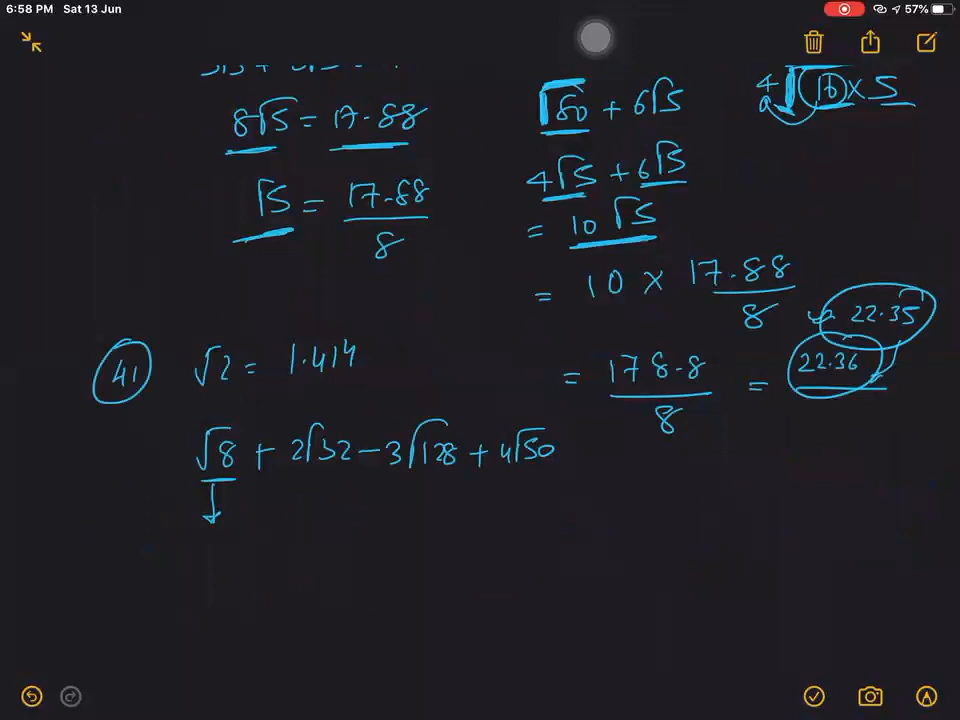 6:58 PM Sat 13 Jun 57%
8√5 = 17.88
√5 = 17.88/8
√80 + 6√5
4√5 + 6√5
= 10√5
= 10 × 17.88/8
= 178.8/8 = 22.36
22.35
4 √16 × 5
41 √2 = 1.414
√8 + 2√32 - 3√128 + 4√50